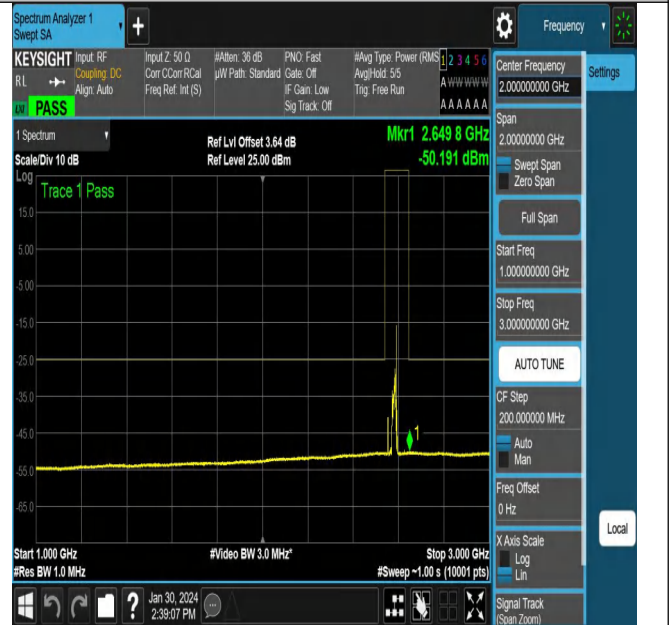 Spectrum Analyzer 1
Swept SA
+
Frequency
KEYSIGHT
RL
PASS
Input: RF
Coupling: DC
Align: Auto
Input Z: 50 Ω
Corr CCorr RCal
Freq Ref: Int (S)
#Atten: 36 dB
µW Path: Standard
PNO: Fast
Gate: Off
IF Gain: Low
Sig Track: Off
#Avg Type: Power (RMS
Avg|Hold: 5/5
Trig: Free Run
1 2 3 4 5 6
A W W W W W
A A A A A A
1 Spectrum
Scale/Div 10 dB
Ref Lvl Offset 3.64 dB
Ref Level 25.00 dBm
Mkr1 2.649 8 GHz
-50.191 dBm
Log
Trace 1 Pass
15.0
5.00
-5.00
-15.0
-25.0
-35.0
-45.0
-55.0
-65.0
1
Start 1.000 GHz
#Res BW 1.0 MHz
#Video BW 3.0 MHz*
Stop 3.000 GHz
#Sweep ~1.00 s (10001 pts)
Center Frequency
2.000000000 GHz
Settings
Span
2.00000000 GHz
Swept Span
Zero Span
Full Span
Start Freq
1.000000000 GHz
Stop Freq
3.000000000 GHz
AUTO TUNE
CF Step
200.000000 MHz
Auto
Man
Freq Offset
0 Hz
X Axis Scale
Log
Lin
Local
Signal Track
(Span Zoom)
?
Jan 30, 2024
2:39:07 PM